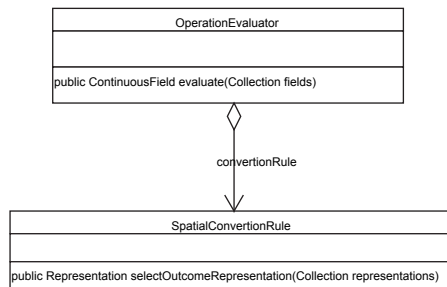 OperationEvaluator
public ContinuousField evaluate(Collection fields)
convertionRule
SpatialConvertionRule
public Representation selectOutcomeRepresentation(Collection representations)